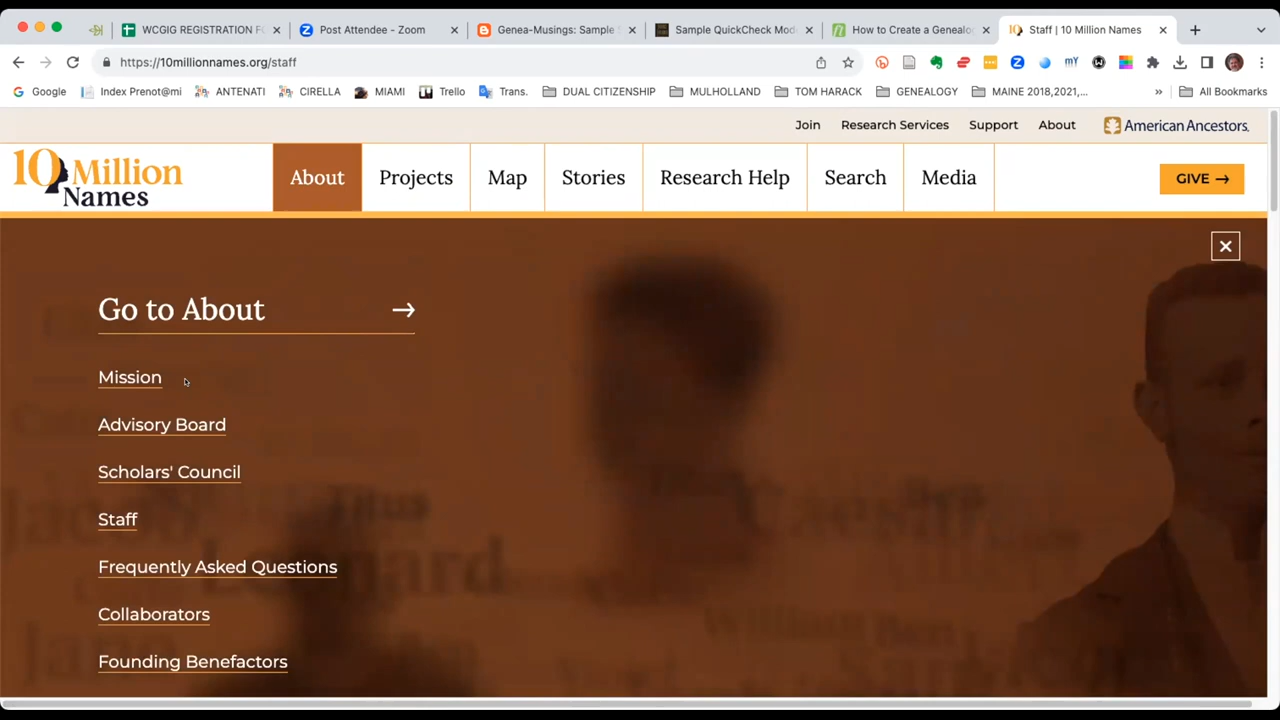 WCGIG REGISTRATION FO
Post Attendee - Zoom
Genea-Musings: Sample S
Sample QuickCheck Mod
How to Create a Genealog
Staff | 10 Million Names
https://10millionnames.org/staff
Google
Index Prenot@mi
ANTENATI
CIRELLA
MIAMI
Trello
Trans.
DUAL CITIZENSHIP
MULHOLLAND
TOM HARACK
GENEALOGY
MAINE 2018,2021,...
All Bookmarks
Join
Research Services
Support
About
American Ancestors.
10 Million
Names
About
Projects
Map
Stories
Research Help
Search
Media
GIVE →
Go to About →
Mission
Advisory Board
Scholars' Council
Staff
Frequently Asked Questions
Collaborators
Founding Benefactors